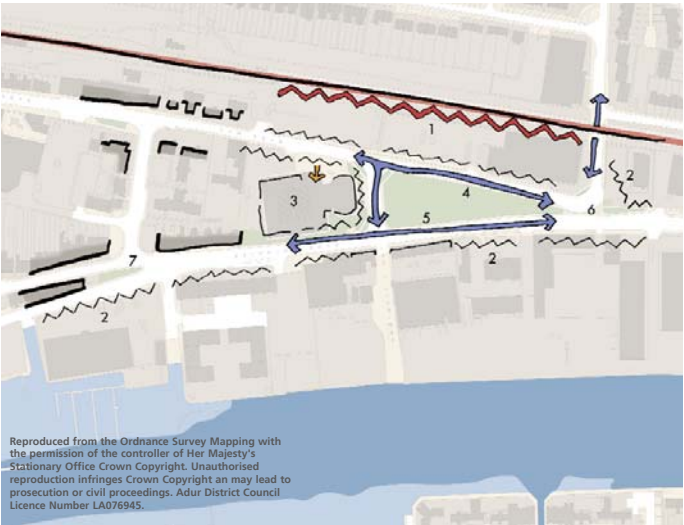 1
2
3
4
5
6
7
2
2
Reproduced from the Ordnance Survey Mapping with
the permission of the controller of Her Majesty's
Stationary Office Crown Copyright. Unauthorised
reproduction infringes Crown Copyright an may lead to
prosecution or civil proceedings. Adur District Council
Licence Number LA076945.